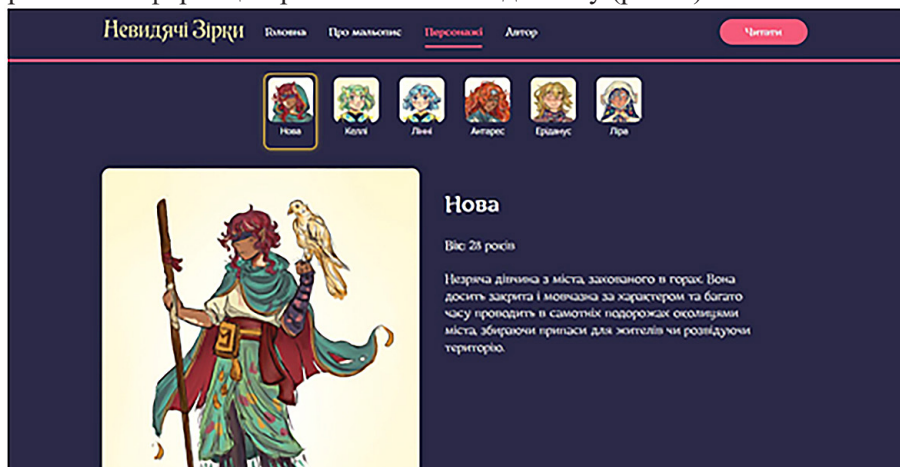 Невидячі Зірки
Головна
Про мальопис
Персонажі
Автор
Читати
Нова
Келлі
Лінні
Антарес
Еріданус
Ліра
Нова
Вік: 28 років
Незряча дівчина з міста, захованого в горах. Вона
досить закрита і мовчазна за характером та багато
часу проводить в самотніх подорожах околицями
міста, збираючи припаси для жителів чи розвідуючи
територію.